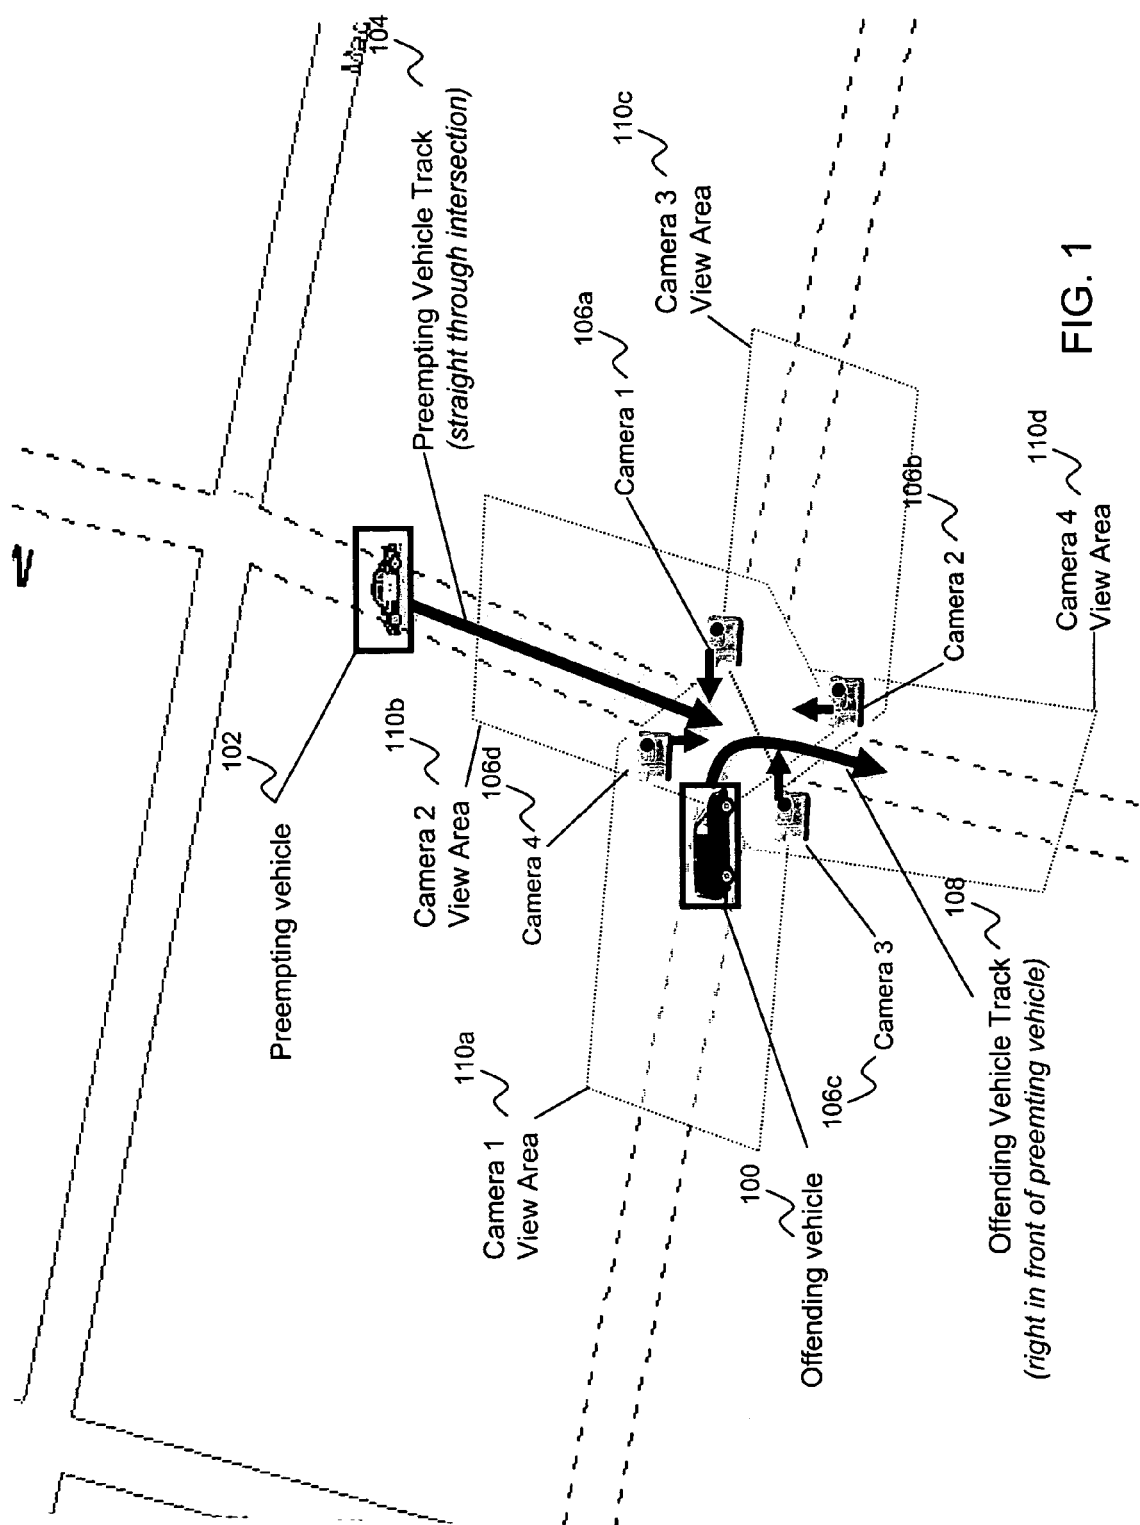 102
Preempting vehicle
104
Preempting Vehicle Track
(straight through intersection)
110b
Camera 2
View Area
110a
Camera 1
View Area
106d
Camera 4
106a
Camera 1
110c
Camera 3
View Area
100
Offending vehicle
106c
Camera 3
106b
Camera 2
108
Offending Vehicle Track
(right in front of preemting vehicle)
110d
Camera 4
View Area
FIG. 1